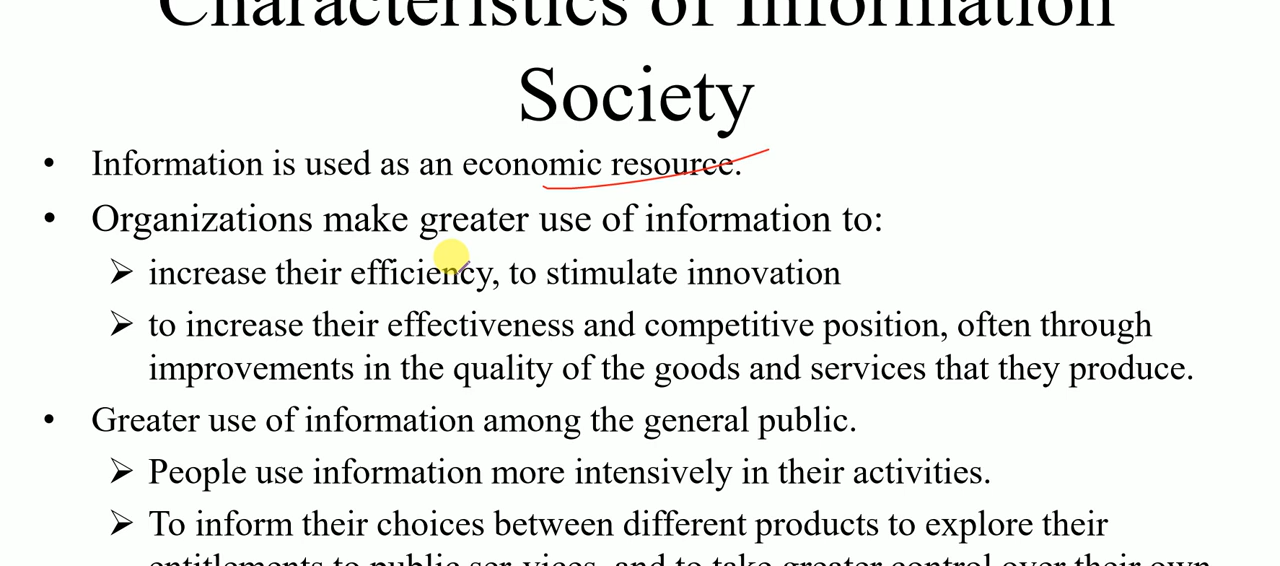 Characteristics of Information
Society
• Information is used as an economic resource.
• Organizations make greater use of information to:
➢ increase their efficiency, to stimulate innovation
➢ to increase their effectiveness and competitive position, often through
improvements in the quality of the goods and services that they produce.
• Greater use of information among the general public.
➢ People use information more intensively in their activities.
➢ To inform their choices between different products to explore their
entitlements to public ser-vices, and to take greater control over their own